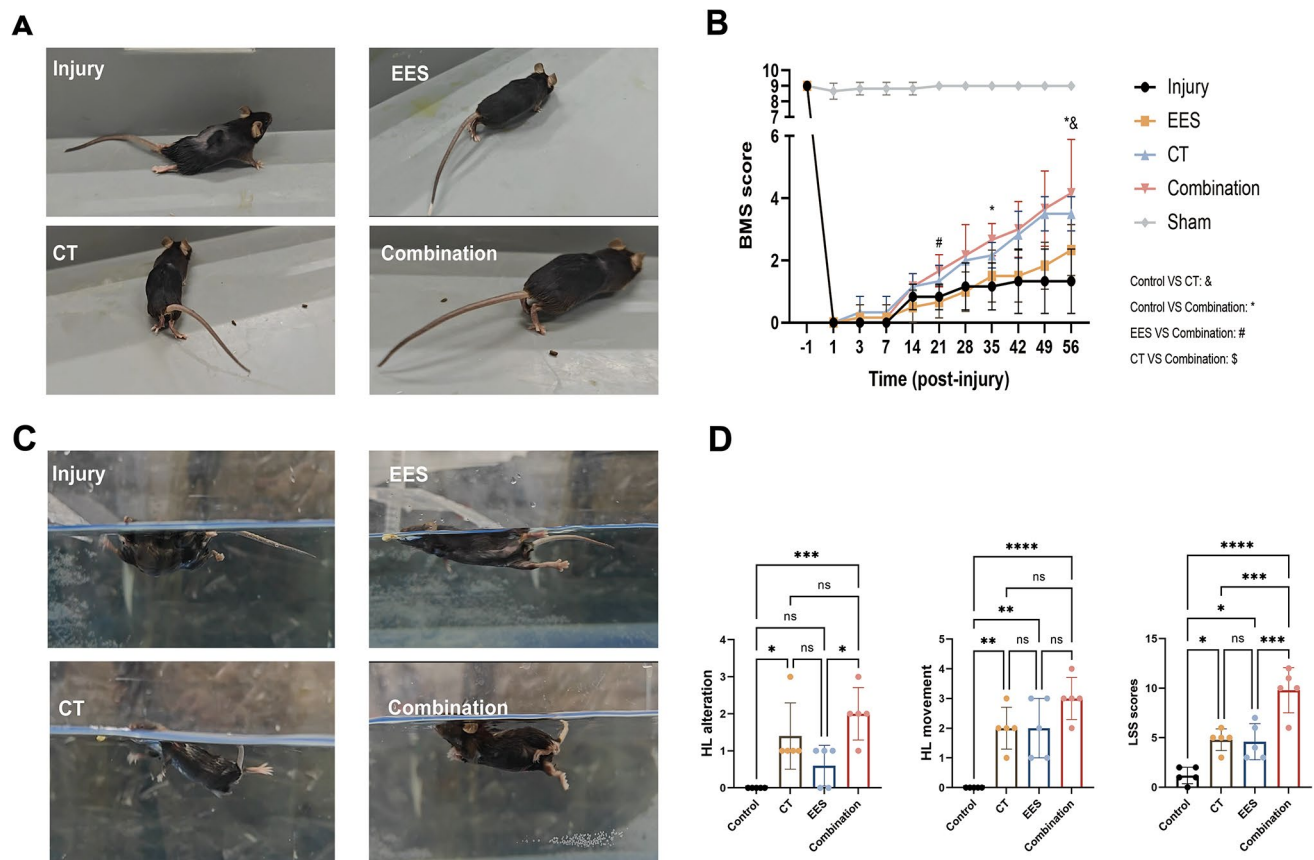 A
Injury
EES
CT
Combination
B
10
9
8
7
6
4
2
0
BMS score
*&
*
#
-1 1 3 7 14 21 28 35 42 49 56
Time (post-injury)
Injury
EES
CT
Combination
Sham
Control VS CT: &
Control VS Combination: *
EES VS Combination: #
CT VS Combination: $
C
Injury
EES
CT
Combination
D
***
ns
ns
* ns *
4
3
2
1
0
HL alteration
Control CT EES Combination
****
ns
**
** ns ns
5
4
3
2
1
0
HL movement
Control CT EES Combination
****
***
*
* ns ***
15
10
5
0
LSS scores
Control CT EES Combination